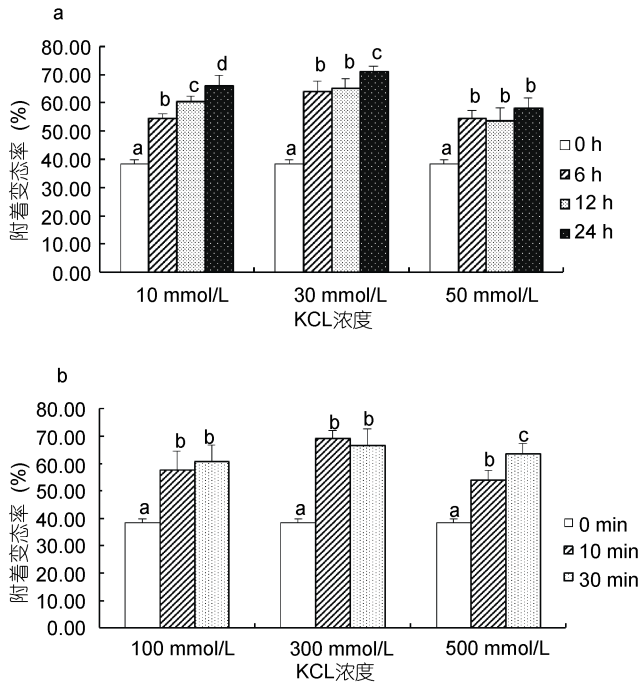 a
80.00
70.00
60.00
50.00
40.00
30.00
20.00
10.00
0.00
附着变态率 (%)
a b c d
a b b c
a b b b
0 h
6 h
12 h
24 h
10 mmol/L 30 mmol/L 50 mmol/L
KCL浓度
b
80.00
70.00
60.00
50.00
40.00
30.00
20.00
10.00
0.00
附着变态率 (%)
a b b
a b b
a b c
0 min
10 min
30 min
100 mmol/L 300 mmol/L 500 mmol/L
KCL浓度